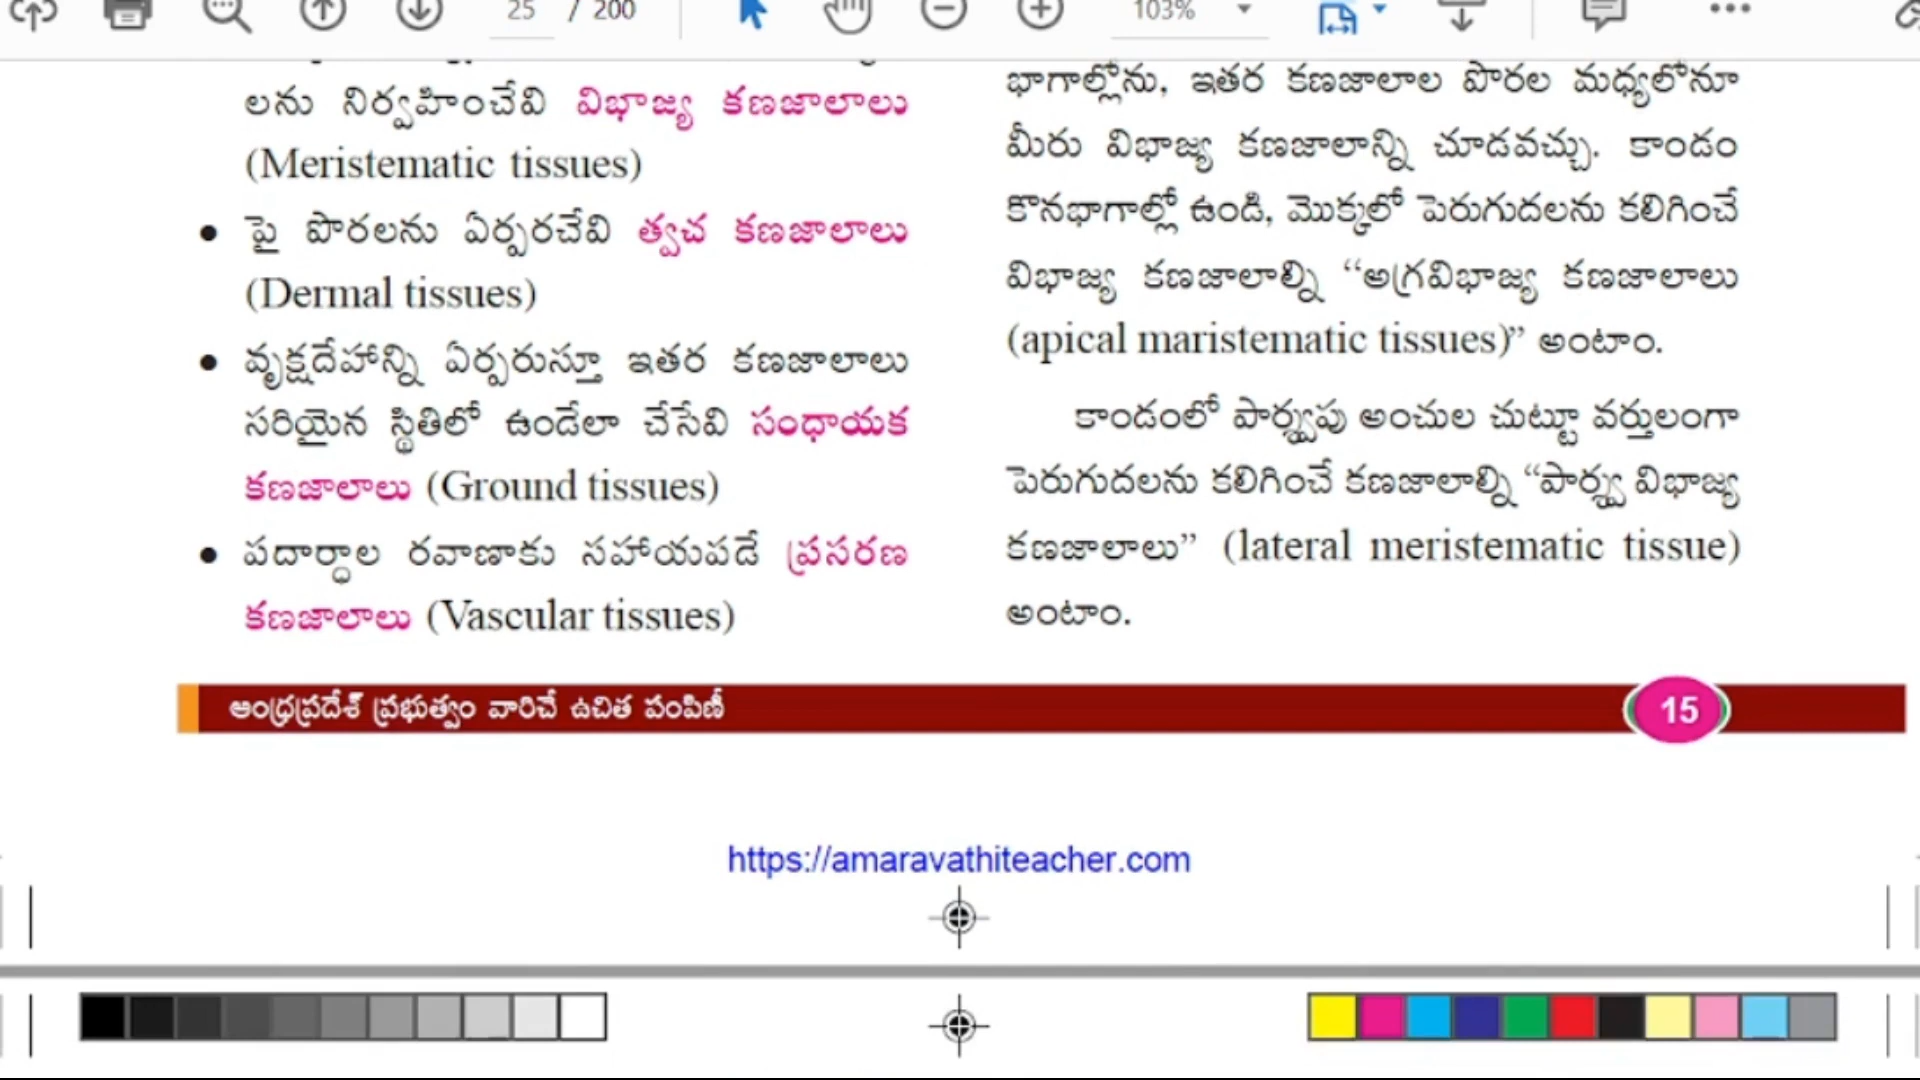 25 / 200
103%
లను నిర్వహించేవి విభాజ్య కణజాలాలు
(Meristematic tissues)
• పై పొరలను ఏర్పరచేవి త్వచ కణజాలాలు
(Dermal tissues)
• వృక్షదేహాన్ని ఏర్పరుస్తూ ఇతర కణజాలాలు
సరియైన స్థితిలో ఉండేలా చేసేవి సంధాయక
కణజాలాలు (Ground tissues)
• పదార్థాల రవాణాకు సహాయపడే ప్రసరణ
కణజాలాలు (Vascular tissues)
భాగాల్లోను, ఇతర కణజాలాల పొరల మధ్యలోనూ
మీరు విభాజ్య కణజాలాన్ని చూడవచ్చు. కాండం
కొనభాగాల్లో ఉండి, మొక్కలో పెరుగుదలను కలిగించే
విభాజ్య కణజాలాల్ని ‘‘అగ్రవిభాజ్య కణజాలాలు
(apical maristematic tissues)” అంటాం.
కాండంలో పార్శ్వపు అంచుల చుట్టూ వర్తులంగా
పెరుగుదలను కలిగించే కణజాలాల్ని “పార్శ్వ విభాజ్య
కణజాలాలు” (lateral meristematic tissue)
అంటాం.
ఆంధ్రప్రదేశ్ ప్రభుత్వం వారిచే ఉచిత పంపిణీ
15
https://amaravathiteacher.com